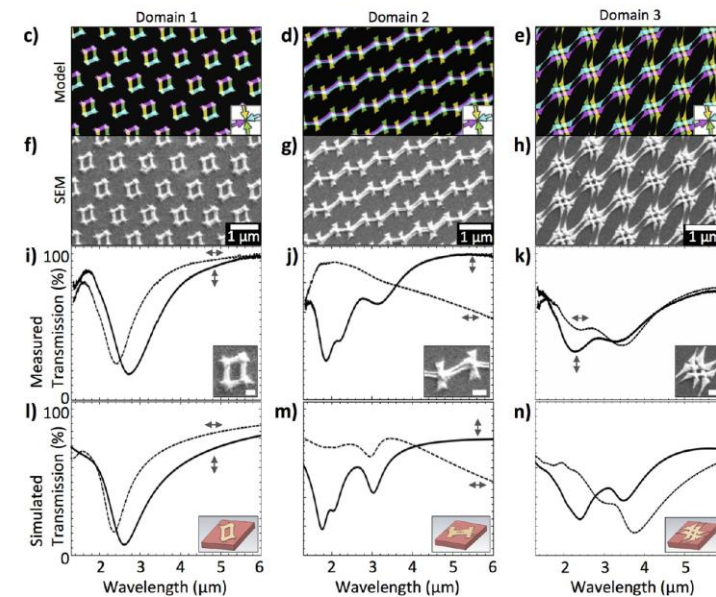 Domain 1
Domain 2
Domain 3
c)
d)
e)
Model
f)
g)
h)
SEM
1 μm
1 μm
1 μm
i)
j)
k)
100
0
Measured
Transmission (%)
l)
m)
n)
100
0
Simulated
Transmission (%)
2
3
4
5
6
2
3
4
5
6
2
3
4
5
Wavelength (μm)
Wavelength (μm)
Wavelength (μm)